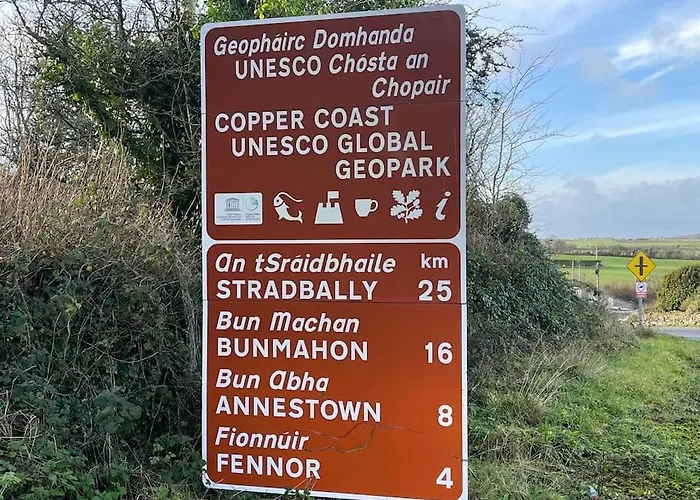 Geopháirc Domhanda
UNESCO Chósta an
Chopair
COPPER COAST
UNESCO GLOBAL
GEOPARK
i
An tSráidbhaile km
STRADBALLY 25
Bun Machan
BUNMAHON 16
Bun Abha
ANNESTOWN 8
Fionnúir
FENNOR 4